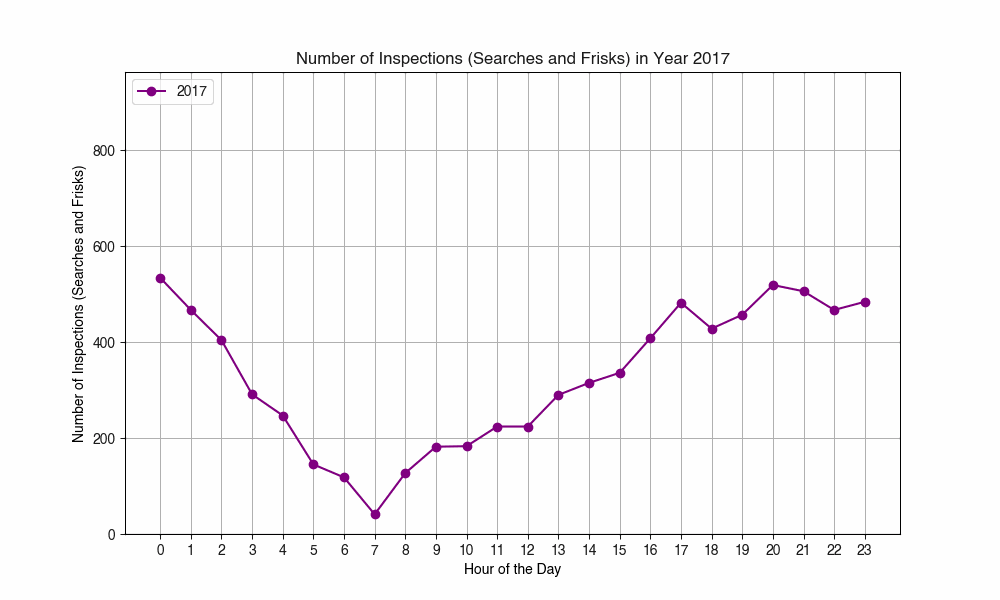 Number of Inspections (Searches and Frisks) in Year 2017
2017
800
600
400
200
0
Number of Inspections (Searches and Frisks)
0 1 2 3 4 5 6 7 8 9 10 11 12 13 14 15 16 17 18 19 20 21 22 23
Hour of the Day